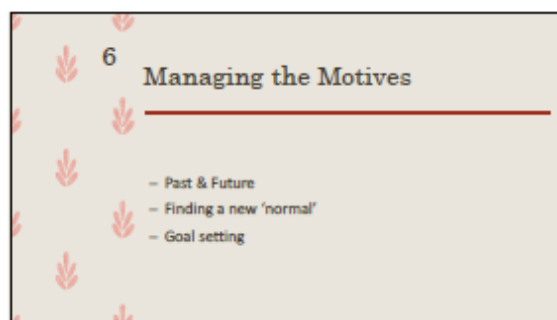 6
Managing the Motives
– Past & Future
– Finding a new ‘normal’
– Goal setting